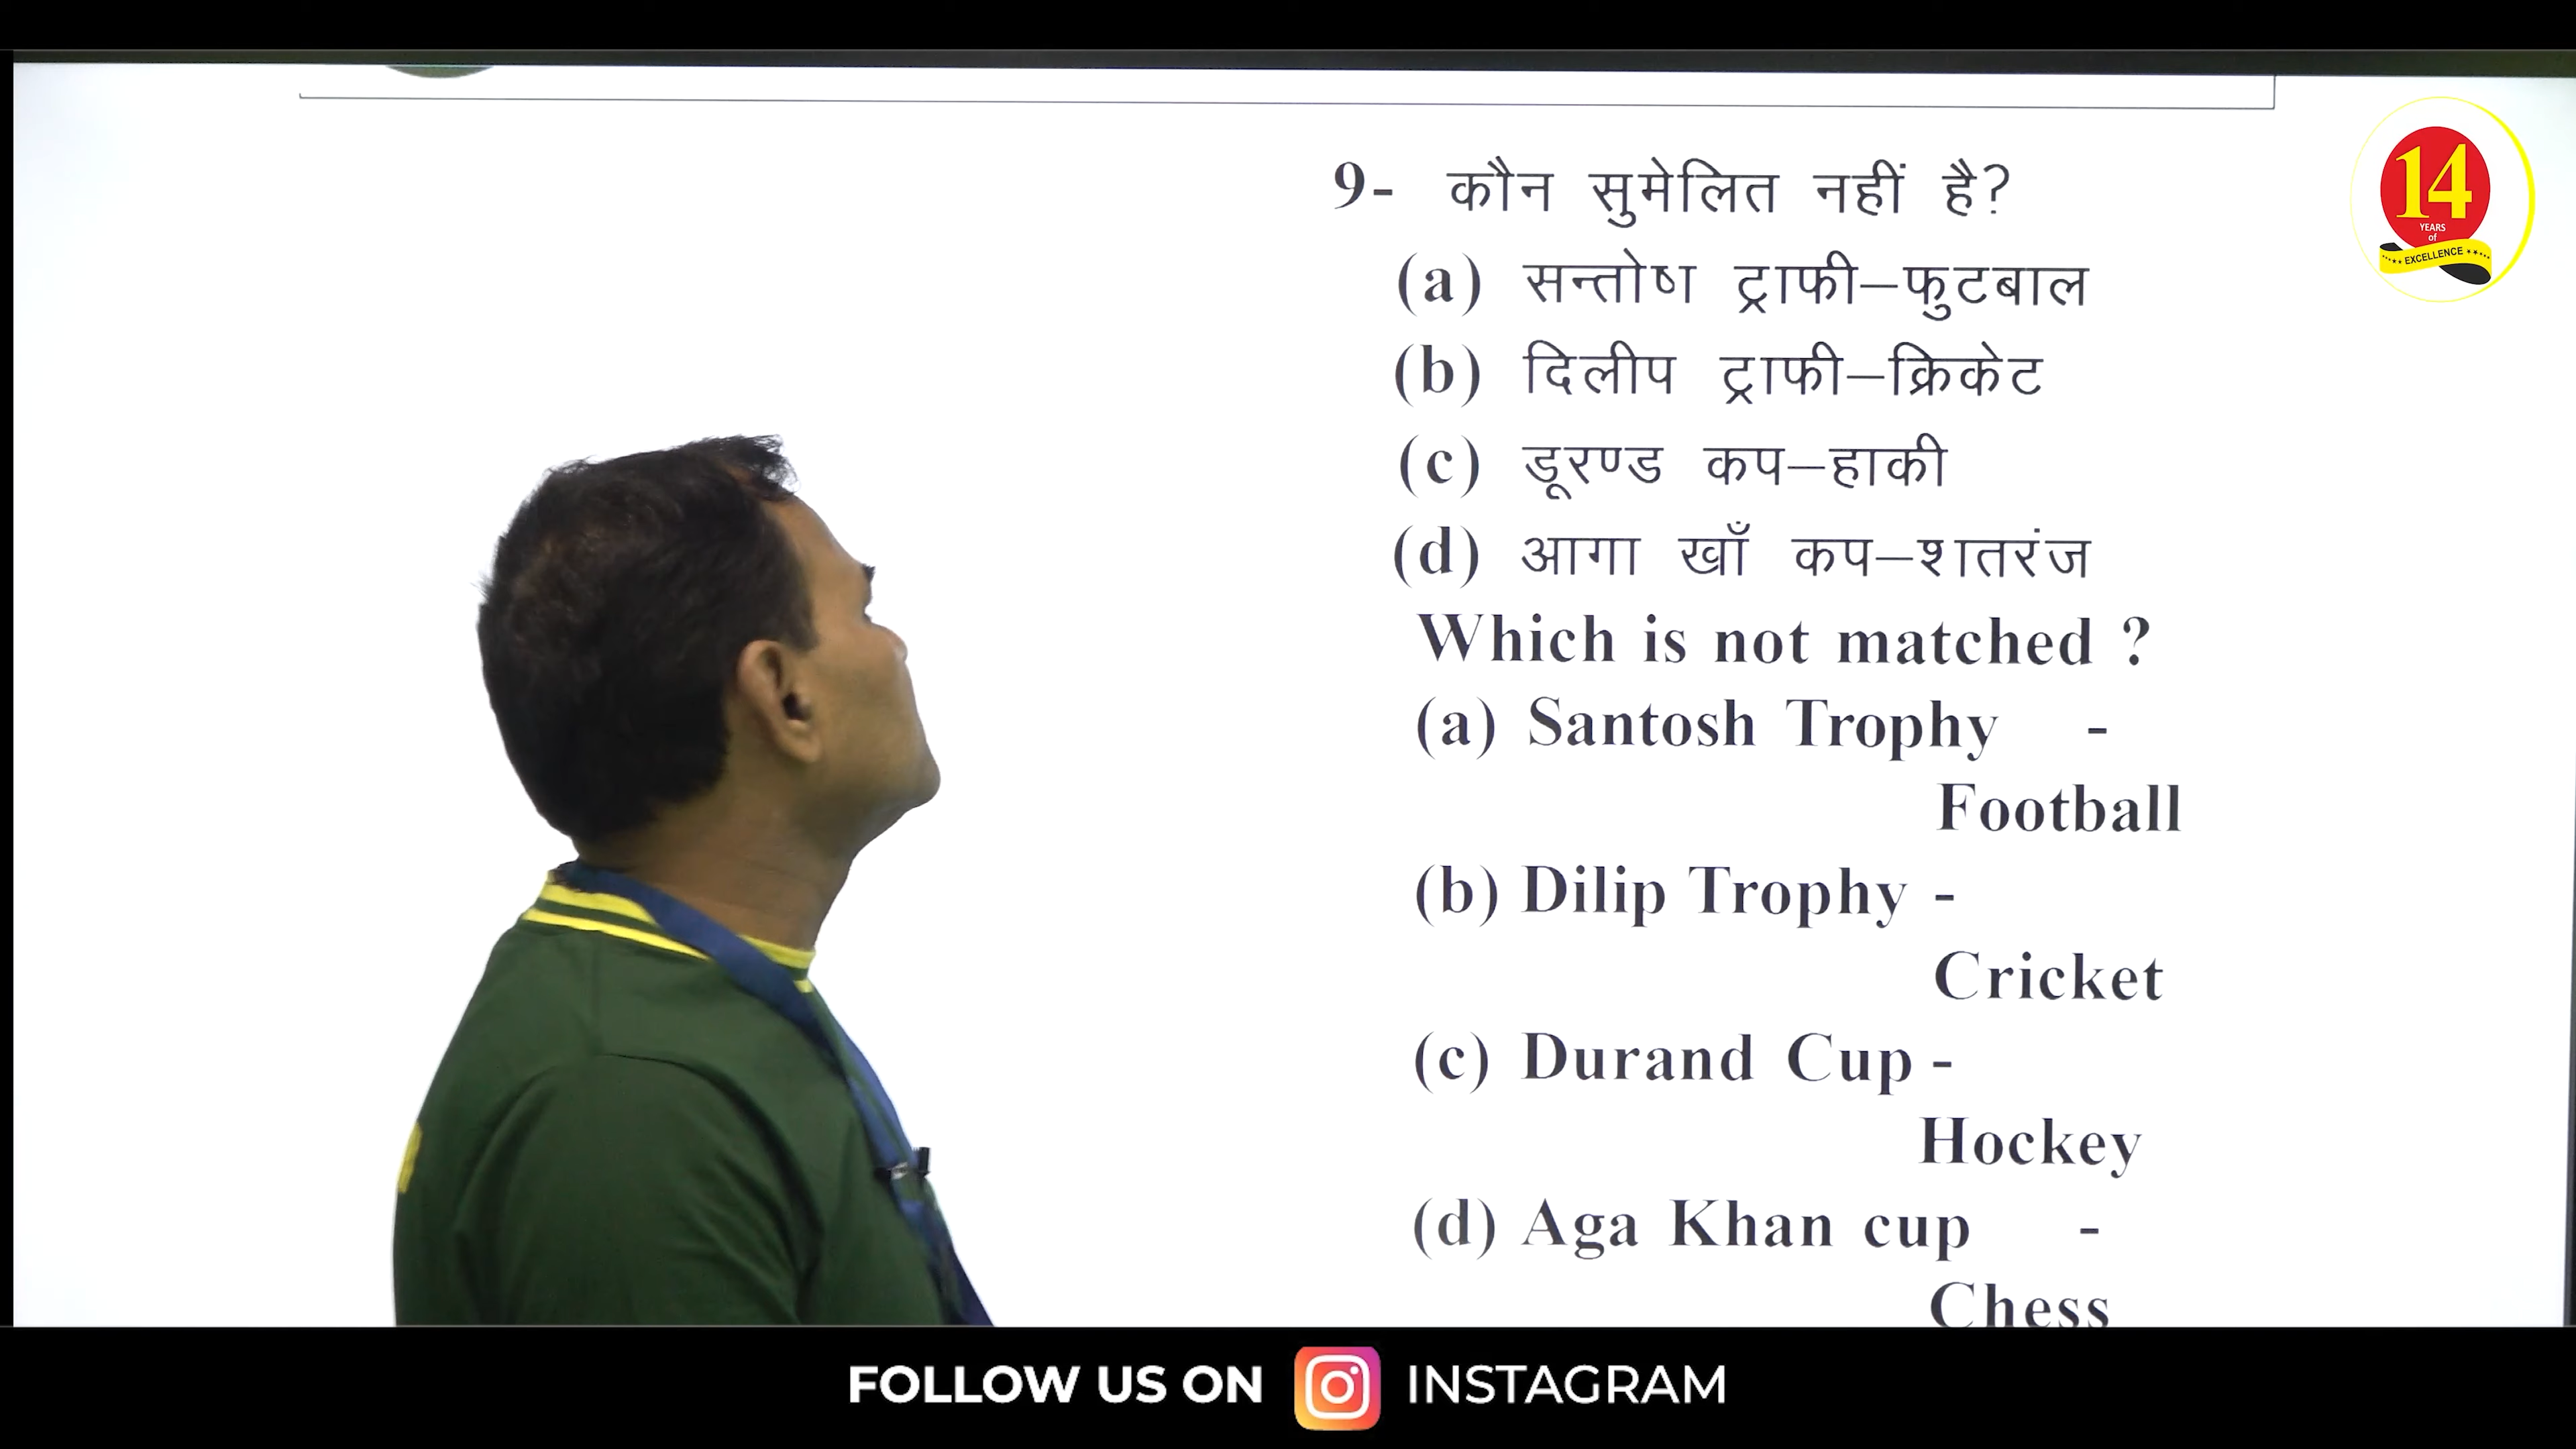 9- कौन सुमेलित नहीं है?
(a) सन्तोष ट्राफी–फुटबाल
(b) दिलीप ट्राफी–क्रिकेट
(c) डूरण्ड कप–हाकी
(d) आगा खाँ कप–शतरंज
Which is not matched ?
(a) Santosh Trophy -
Football
(b) Dilip Trophy -
Cricket
(c) Durand Cup -
Hockey
(d) Aga Khan cup -
Chess
14
YEARS
of
EXCELLENCE
FOLLOW US ON INSTAGRAM